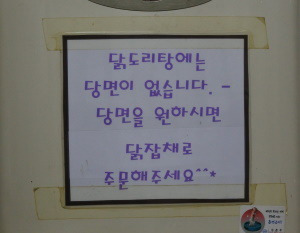 닭도리탕에는
당면이 없습니다. -
당면을 원하시면
닭잡채로
주문해주세요^^*